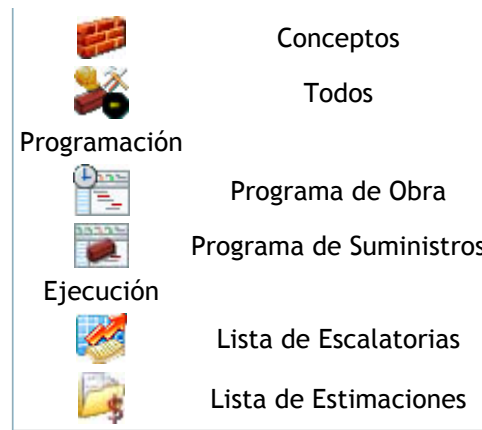 Conceptos
Todos
Programación
Programa de Obra
Programa de Suministros
Ejecución
Lista de Escalatorias
Lista de Estimaciones